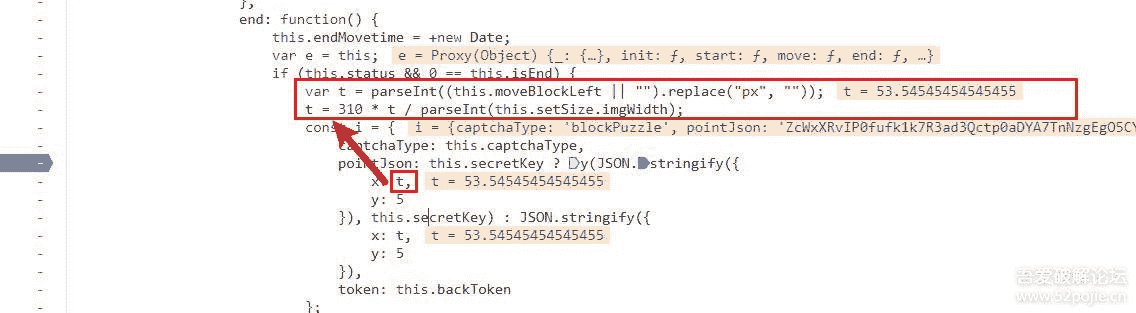 },
end: function() {
this.endMovetime = +new Date;
var e = this; e = Proxy(Object) {_: {…}, init: ƒ, start: ƒ, move: ƒ, end: ƒ, …}
if (this.status && 0 == this.isEnd) {
var t = parseInt((this.moveBlockLeft || "").replace("px", "")); t = 53.54545454545455
t = 310 * t / parseInt(this.setSize.imgWidth);
const i = { i = {captchaType: 'blockPuzzle', pointJson: 'ZcWxXRvIP0fufk1k7R3ad3Qctp0aDYA7TnNzgEgO5CY
captchaType: this.captchaType,
pointJson: this.secretKey ? y(JSON.stringify({
x: t, t = 53.54545454545455
y: 5
}), this.secretKey) : JSON.stringify({
x: t, t = 53.54545454545455
y: 5
}),
token: this.backToken
};
吾爱破解论坛
www.52pojie.cn